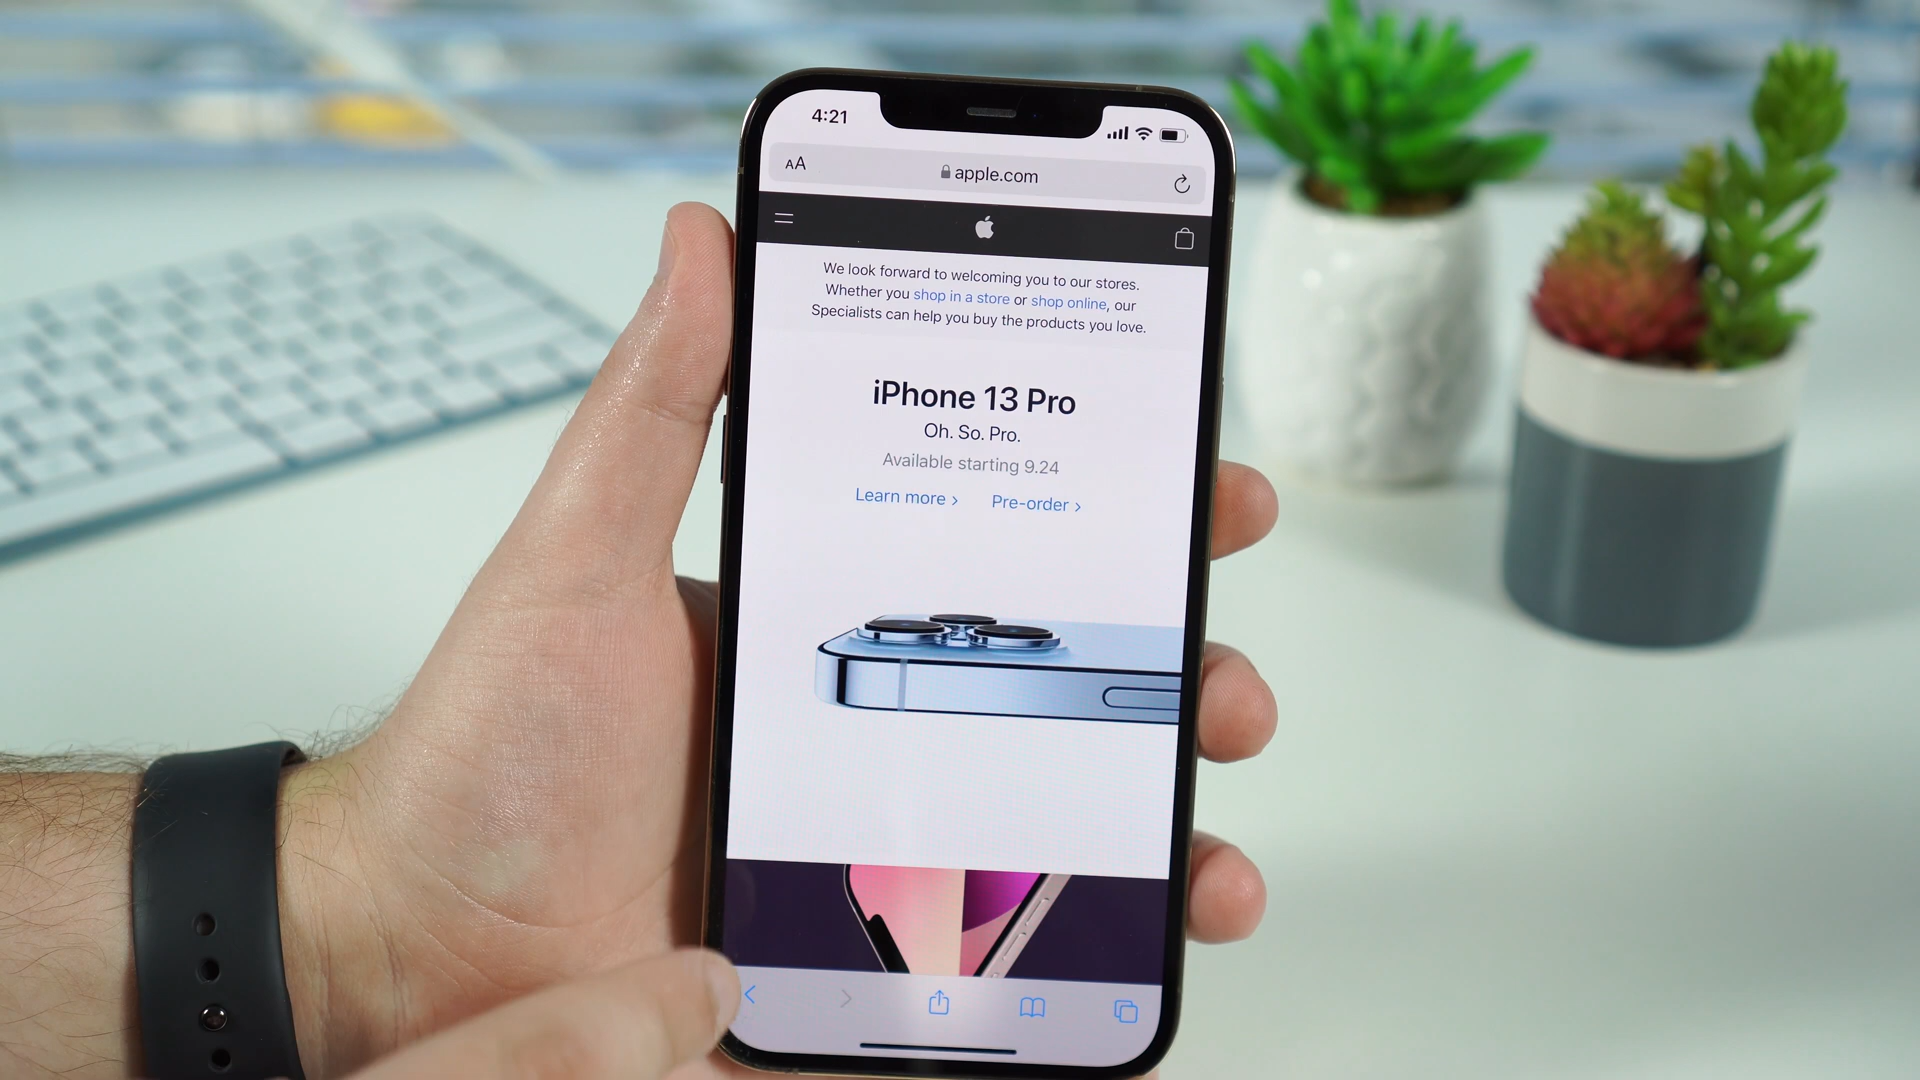 4:21
AA
apple.com
We look forward to welcoming you to our stores.
Whether you shop in a store or shop online, our
Specialists can help you buy the products you love.
iPhone 13 Pro
Oh. So. Pro.
Available starting 9.24
Learn more > Pre-order >